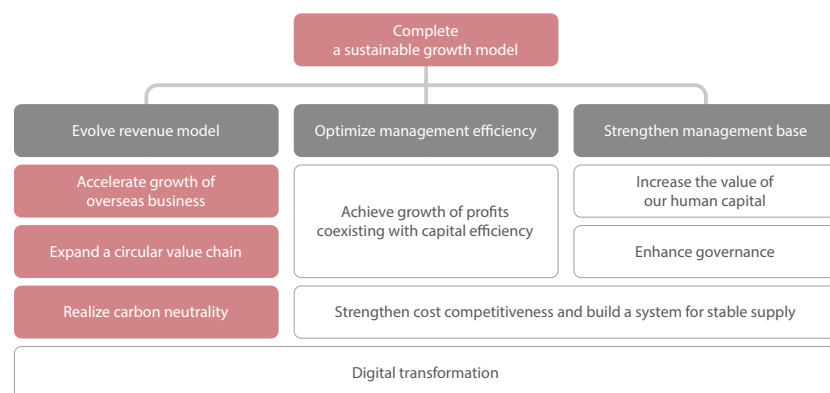 Complete
a sustainable growth model
Evolve revenue model
Optimize management efficiency
Strengthen management base
Accelerate growth of
overseas business
Achieve growth of profits
coexisting with capital efficiency
Increase the value of
our human capital
Expand a circular value chain
Enhance governance
Realize carbon neutrality
Strengthen cost competitiveness and build a system for stable supply
Digital transformation